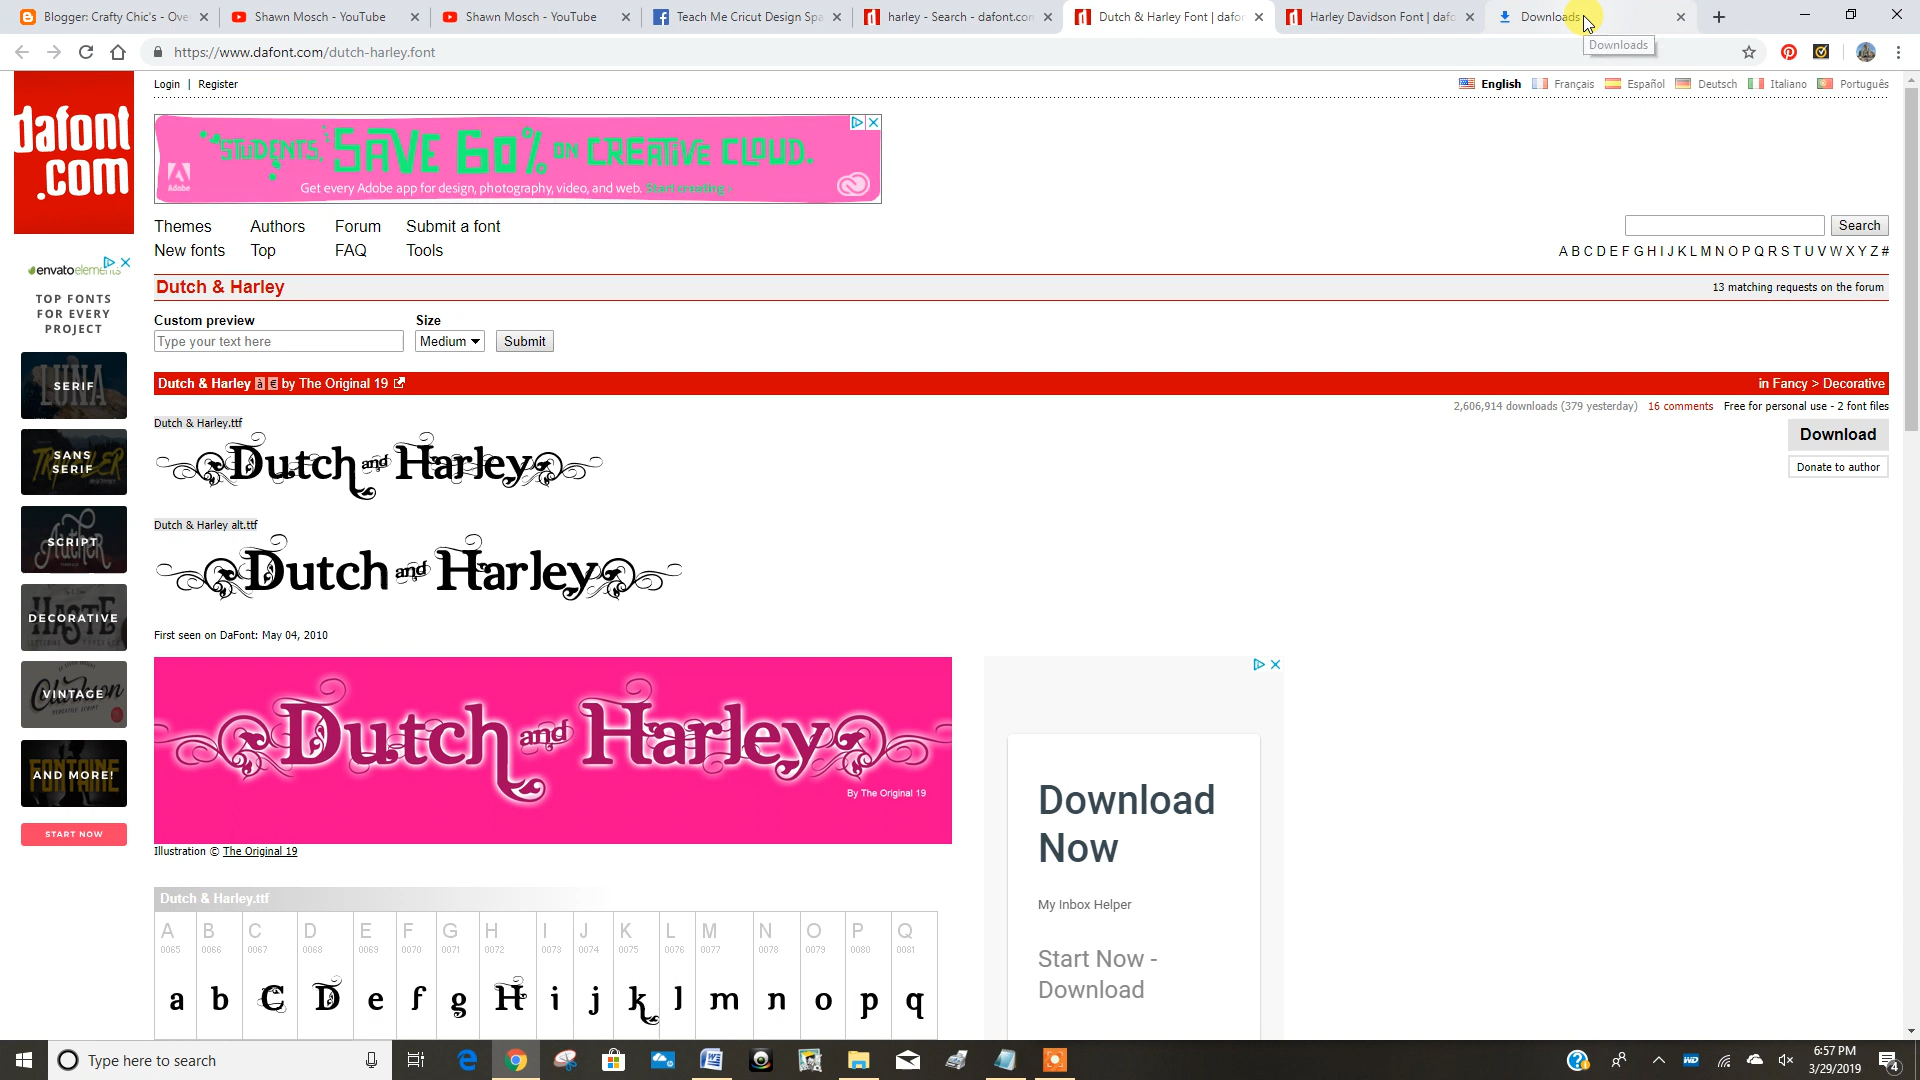 Blogger: Crafty Chic's - Ove
Shawn Mosch - YouTube
Shawn Mosch - YouTube
Teach Me Cricut Design Spa
harley - Search - dafont.com
Dutch & Harley Font | dafon
Harley Davidson Font | dafo
Downloads
Downloads
https://www.dafont.com/dutch-harley.font
Login | Register
English Français Español Deutsch Italiano Português
dafont
.com
STUDENTS, SAVE 60% ON CREATIVE CLOUD.
Get every Adobe app for design, photography, video, and web. Start creating ›
Adobe
Themes Authors Forum Submit a font
New fonts Top FAQ Tools
Search
A B C D E F G H I J K L M N O P Q R S T U V W X Y Z #
envatoelements
TOP FONTS
FOR EVERY
PROJECT
LUNA
SERIF
SANS
SERIF
SCRIPT
HASTE
DECORATIVE
VINTAGE
FONTAINE
AND MORE!
START NOW
Dutch & Harley
13 matching requests on the forum
Custom preview Size
Type your text here Medium Submit
Dutch & Harley à € by The Original 19
in Fancy > Decorative
2,606,914 downloads (379 yesterday) 16 comments Free for personal use - 2 font files
Download
Donate to author
Dutch & Harley.ttf
Dutch and Harley
Dutch & Harley alt.ttf
Dutch and Harley
First seen on DaFont: May 04, 2010
Dutch and Harley
By The Original 19
Illustration © The Original 19
Download
Now
My Inbox Helper
Start Now -
Download
Dutch & Harley.ttf
A B C D E F G H I J K L M N O P Q
0065 0066 0067 0068 0069 0070 0071 0072 0073 0074 0075 0076 0077 0078 0079 0080 0081
a b C D e f g H i j k l m n o p q
Type here to search
6:57 PM
3/29/2019
4